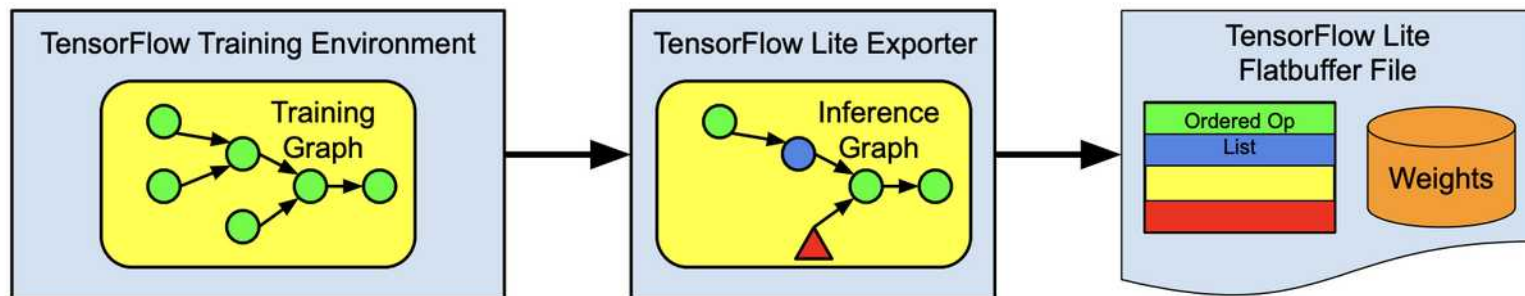 TensorFlow Training Environment
Training
Graph
TensorFlow Lite Exporter
Inference
Graph
TensorFlow Lite
Flatbuffer File
Ordered Op
List
Weights